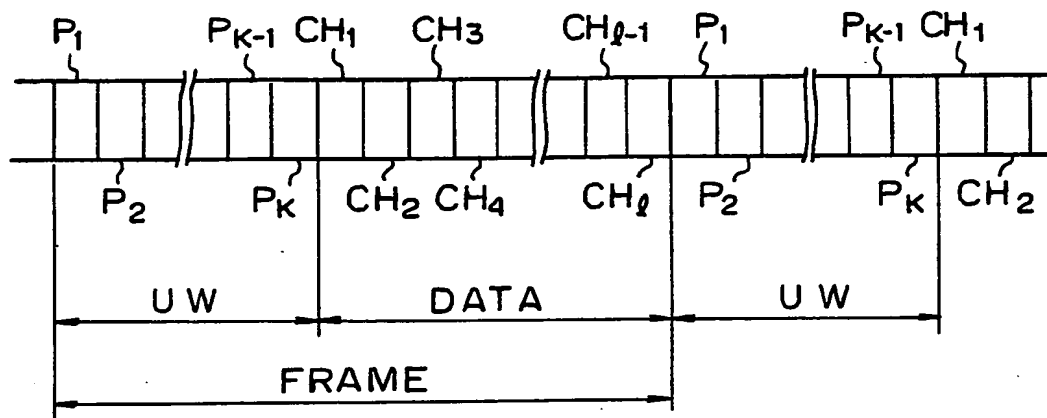 P1 PK-1 CH1 CH3 CHℓ-1 P1 PK-1 CH1
P2 PK CH2 CH4 CHℓ P2 PK CH2
UW DATA UW
FRAME